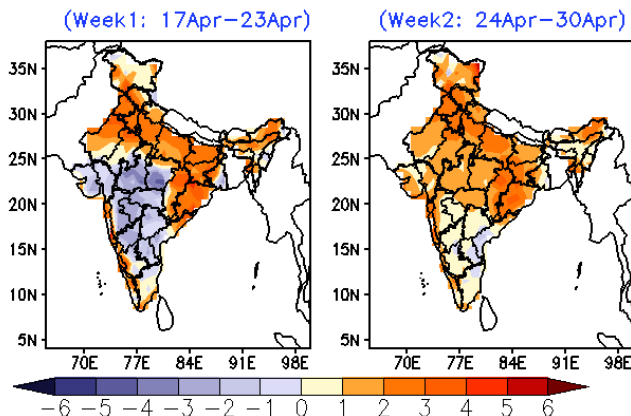 (Week1: 17Apr−23Apr) (Week2: 24Apr−30Apr)
35N 35N
30N 30N
25N 25N
20N 20N
15N 15N
10N 10N
5N 5N
70E 77E 84E 91E 98E 70E 77E 84E 91E 98E
−6 −5 −4 −3 −2 −1 0 1 2 3 4 5 6